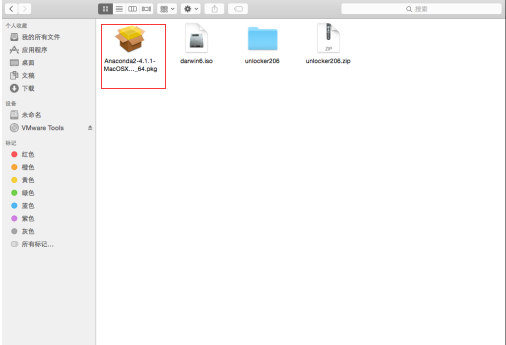 搜索
个人收藏
我的所有文件
应用程序
桌面
文稿
下载
设备
未命名
VMware Tools
标记
红色
橙色
黄色
绿色
蓝色
紫色
灰色
所有标记...
Anaconda2-4.1.1-
MacOSX..._64.pkg
darwin6.iso
unlocker206
ZIP
unlocker206.zip